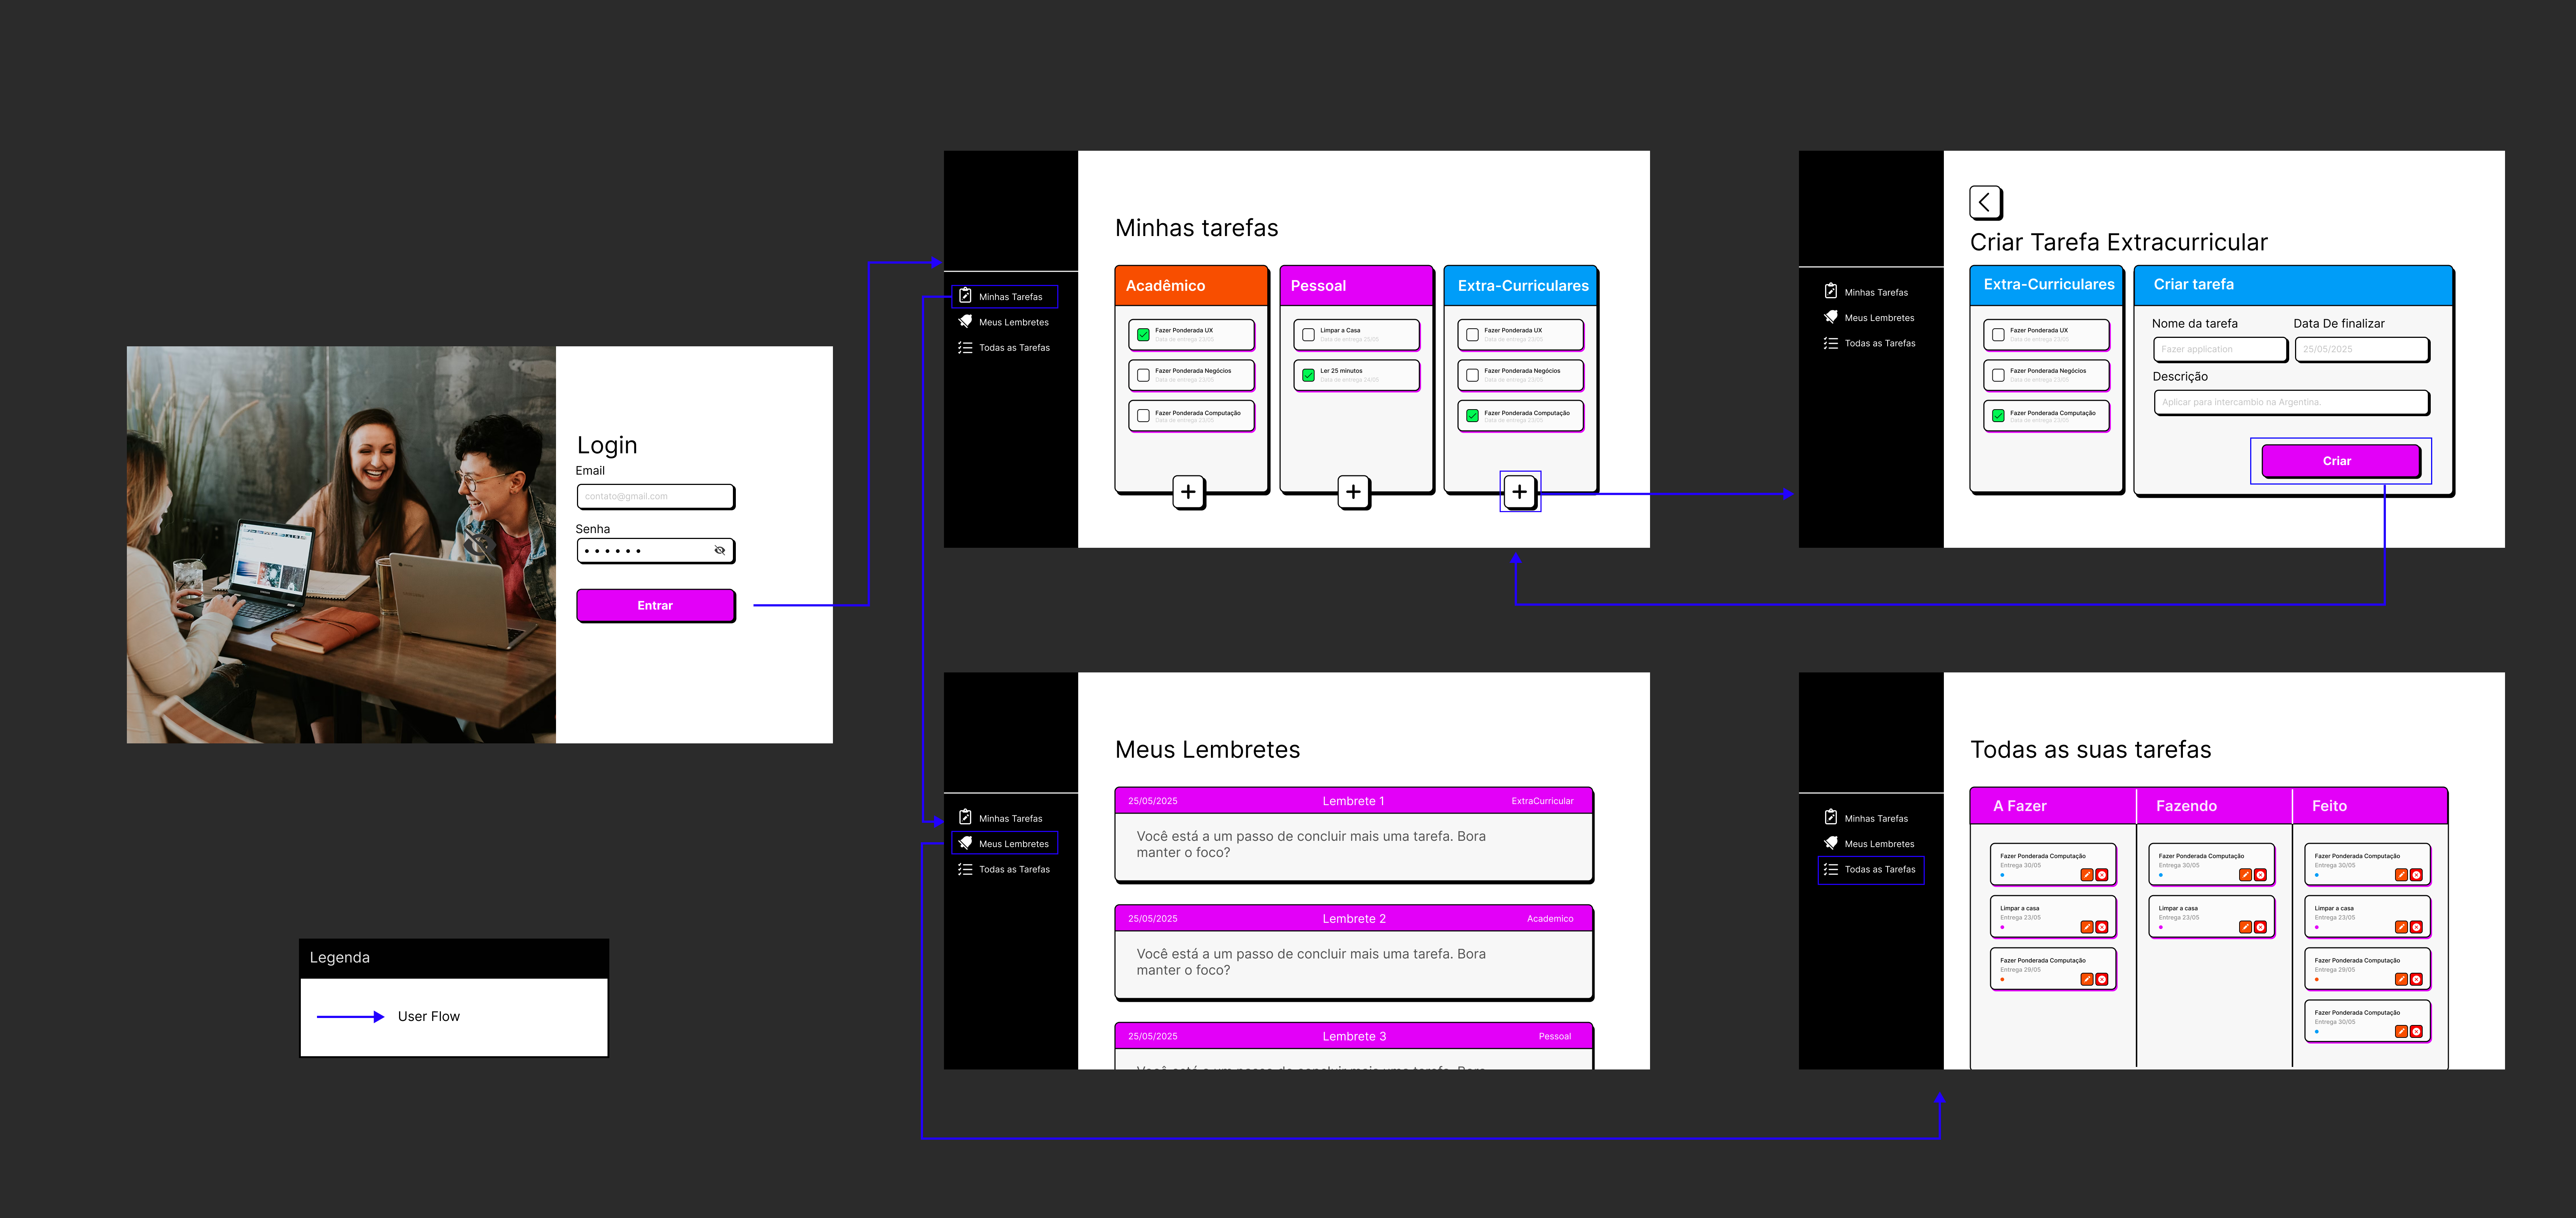 Login
Email
contato@gmail.com
Senha
Entrar
Legenda
User Flow
Minhas Tarefas
Meus Lembretes
Todas as Tarefas
Minhas tarefas
Acadêmico
Fazer Ponderada UX
Data de entrega 23/05
Fazer Ponderada Negócios
Data de entrega 23/05
Fazer Ponderada Computação
Data de entrega 23/05
Pessoal
Limpar a Casa
Data de entrega 25/05
Ler 25 minutos
Data de entrega 24/05
Extra-Curriculares
Fazer Ponderada UX
Data de entrega 23/05
Fazer Ponderada Negócios
Data de entrega 23/05
Fazer Ponderada Computação
Data de entrega 23/05
Minhas Tarefas
Meus Lembretes
Todas as Tarefas
Criar Tarefa Extracurricular
Extra-Curriculares
Fazer Ponderada UX
Data de entrega 23/05
Fazer Ponderada Negócios
Data de entrega 23/05
Fazer Ponderada Computação
Data de entrega 23/05
Criar tarefa
Nome da tarefa
Data De finalizar
Fazer application
25/05/2025
Descrição
Aplicar para intercambio na Argentina.
Criar
Minhas Tarefas
Meus Lembretes
Todas as Tarefas
Meus Lembretes
25/05/2025 Lembrete 1 ExtraCurricular
Você está a um passo de concluir mais uma tarefa. Bora
manter o foco?
25/05/2025 Lembrete 2 Academico
Você está a um passo de concluir mais uma tarefa. Bora
manter o foco?
25/05/2025 Lembrete 3 Pessoal
Você está a um passo de concluir mais uma tarefa. Bora
Minhas Tarefas
Meus Lembretes
Todas as Tarefas
Todas as suas tarefas
A Fazer
Fazer Ponderada Computação
Entrega 30/05
Limpar a casa
Entrega 23/05
Fazer Ponderada Computação
Entrega 29/05
Fazendo
Fazer Ponderada Computação
Entrega 30/05
Limpar a casa
Entrega 23/05
Feito
Fazer Ponderada Computação
Entrega 30/05
Limpar a casa
Entrega 23/05
Fazer Ponderada Computação
Entrega 29/05
Fazer Ponderada Computação
Entrega 30/05